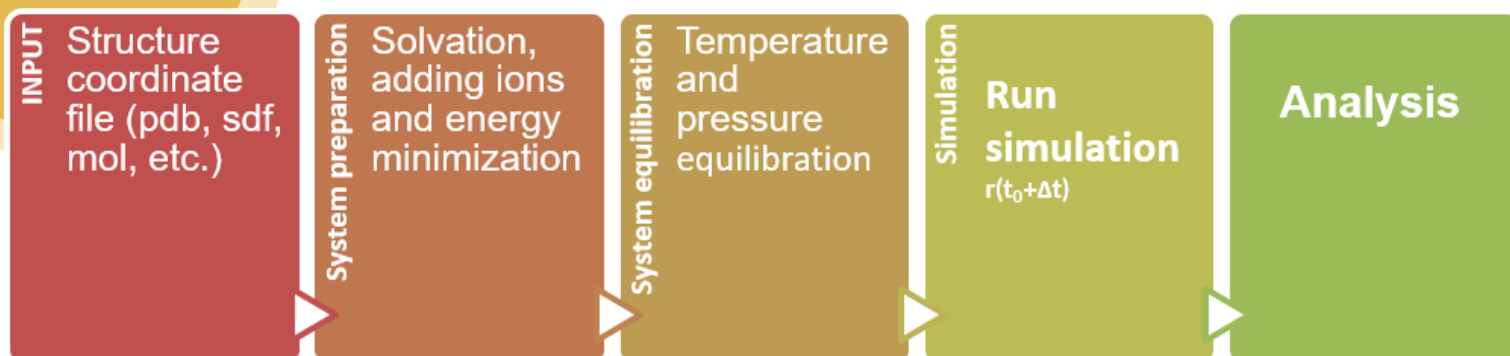 INPUT
Structure
coordinate
file (pdb, sdf,
mol, etc.)
System preparation
Solvation,
adding ions
and energy
minimization
System equilibration
Temperature
and
pressure
equilibration
Simulation
Run
simulation
r(t₀+Δt)
Analysis